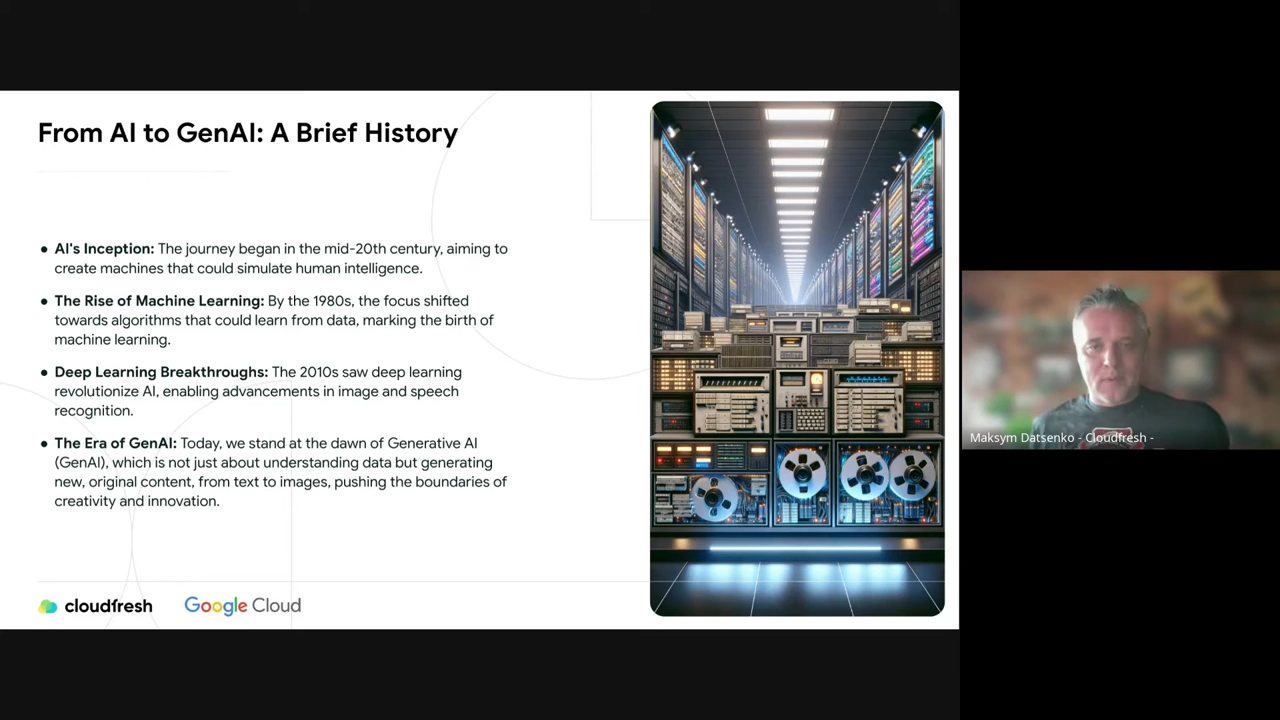 From AI to GenAI: A Brief History
● AI's Inception: The journey began in the mid-20th century, aiming to
create machines that could simulate human intelligence.
● The Rise of Machine Learning: By the 1980s, the focus shifted
towards algorithms that could learn from data, marking the birth of
machine learning.
● Deep Learning Breakthroughs: The 2010s saw deep learning
revolutionize AI, enabling advancements in image and speech
recognition.
● The Era of GenAI: Today, we stand at the dawn of Generative AI
(GenAI), which is not just about understanding data but generating
new, original content, from text to images, pushing the boundaries of
creativity and innovation.
cloudfresh
Google Cloud
Maksym Datsenko - Cloudfresh -